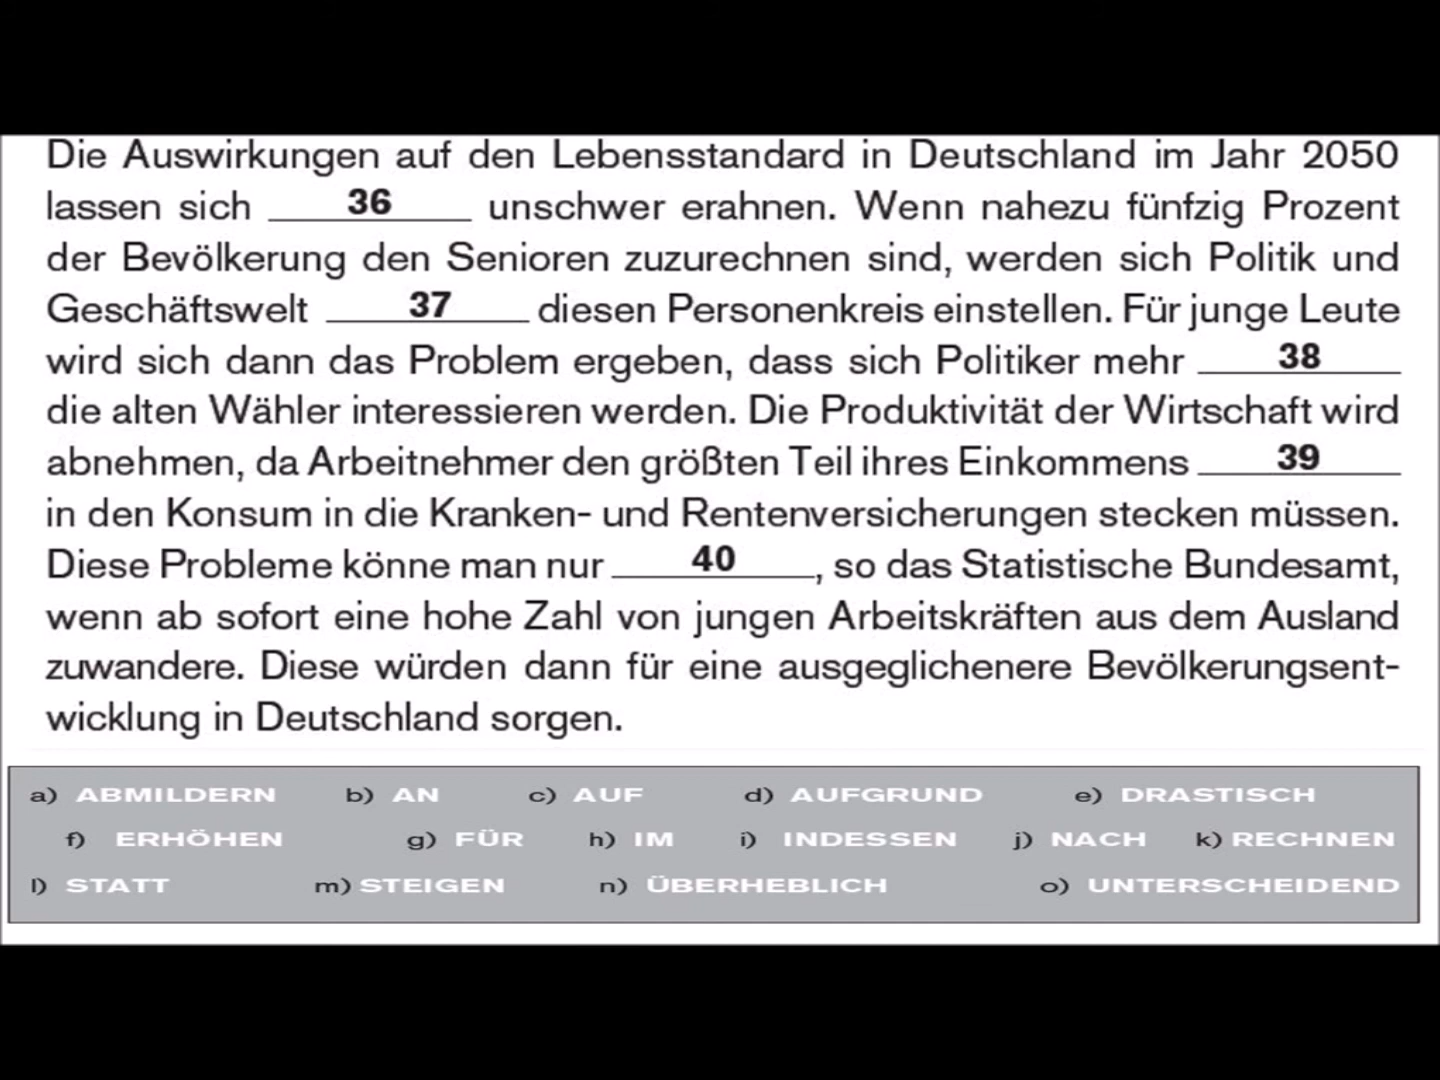 Die Auswirkungen auf den Lebensstandard in Deutschland im Jahr 2050
lassen sich ___36___ unschwer erahnen. Wenn nahezu fünfzig Prozent
der Bevölkerung den Senioren zuzurechnen sind, werden sich Politik und
Geschäftswelt ___37___ diesen Personenkreis einstellen. Für junge Leute
wird sich dann das Problem ergeben, dass sich Politiker mehr ___38___
die alten Wähler interessieren werden. Die Produktivität der Wirtschaft wird
abnehmen, da Arbeitnehmer den größten Teil ihres Einkommens ___39___
in den Konsum in die Kranken- und Rentenversicherungen stecken müssen.
Diese Probleme könne man nur ___40___, so das Statistische Bundesamt,
wenn ab sofort eine hohe Zahl von jungen Arbeitskräften aus dem Ausland
zuwandere. Diese würden dann für eine ausgeglichenere Bevölkerungsent-
wicklung in Deutschland sorgen.
a) ABMILDERN b) AN c) AUF d) AUFGRUND e) DRASTISCH
f) ERHÖHEN g) FÜR h) IM i) INDESSEN j) NACH k) RECHNEN
l) STATT m) STEIGEN n) ÜBERHEBLICH o) UNTERSCHEIDEND